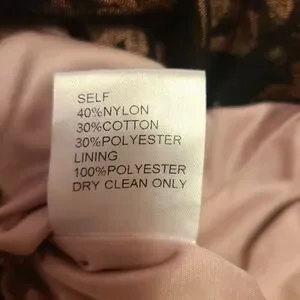 SELF
40%NYLON
30%COTTON
30%POLYESTER
LINING
100%POLYESTER
DRY CLEAN ONLY